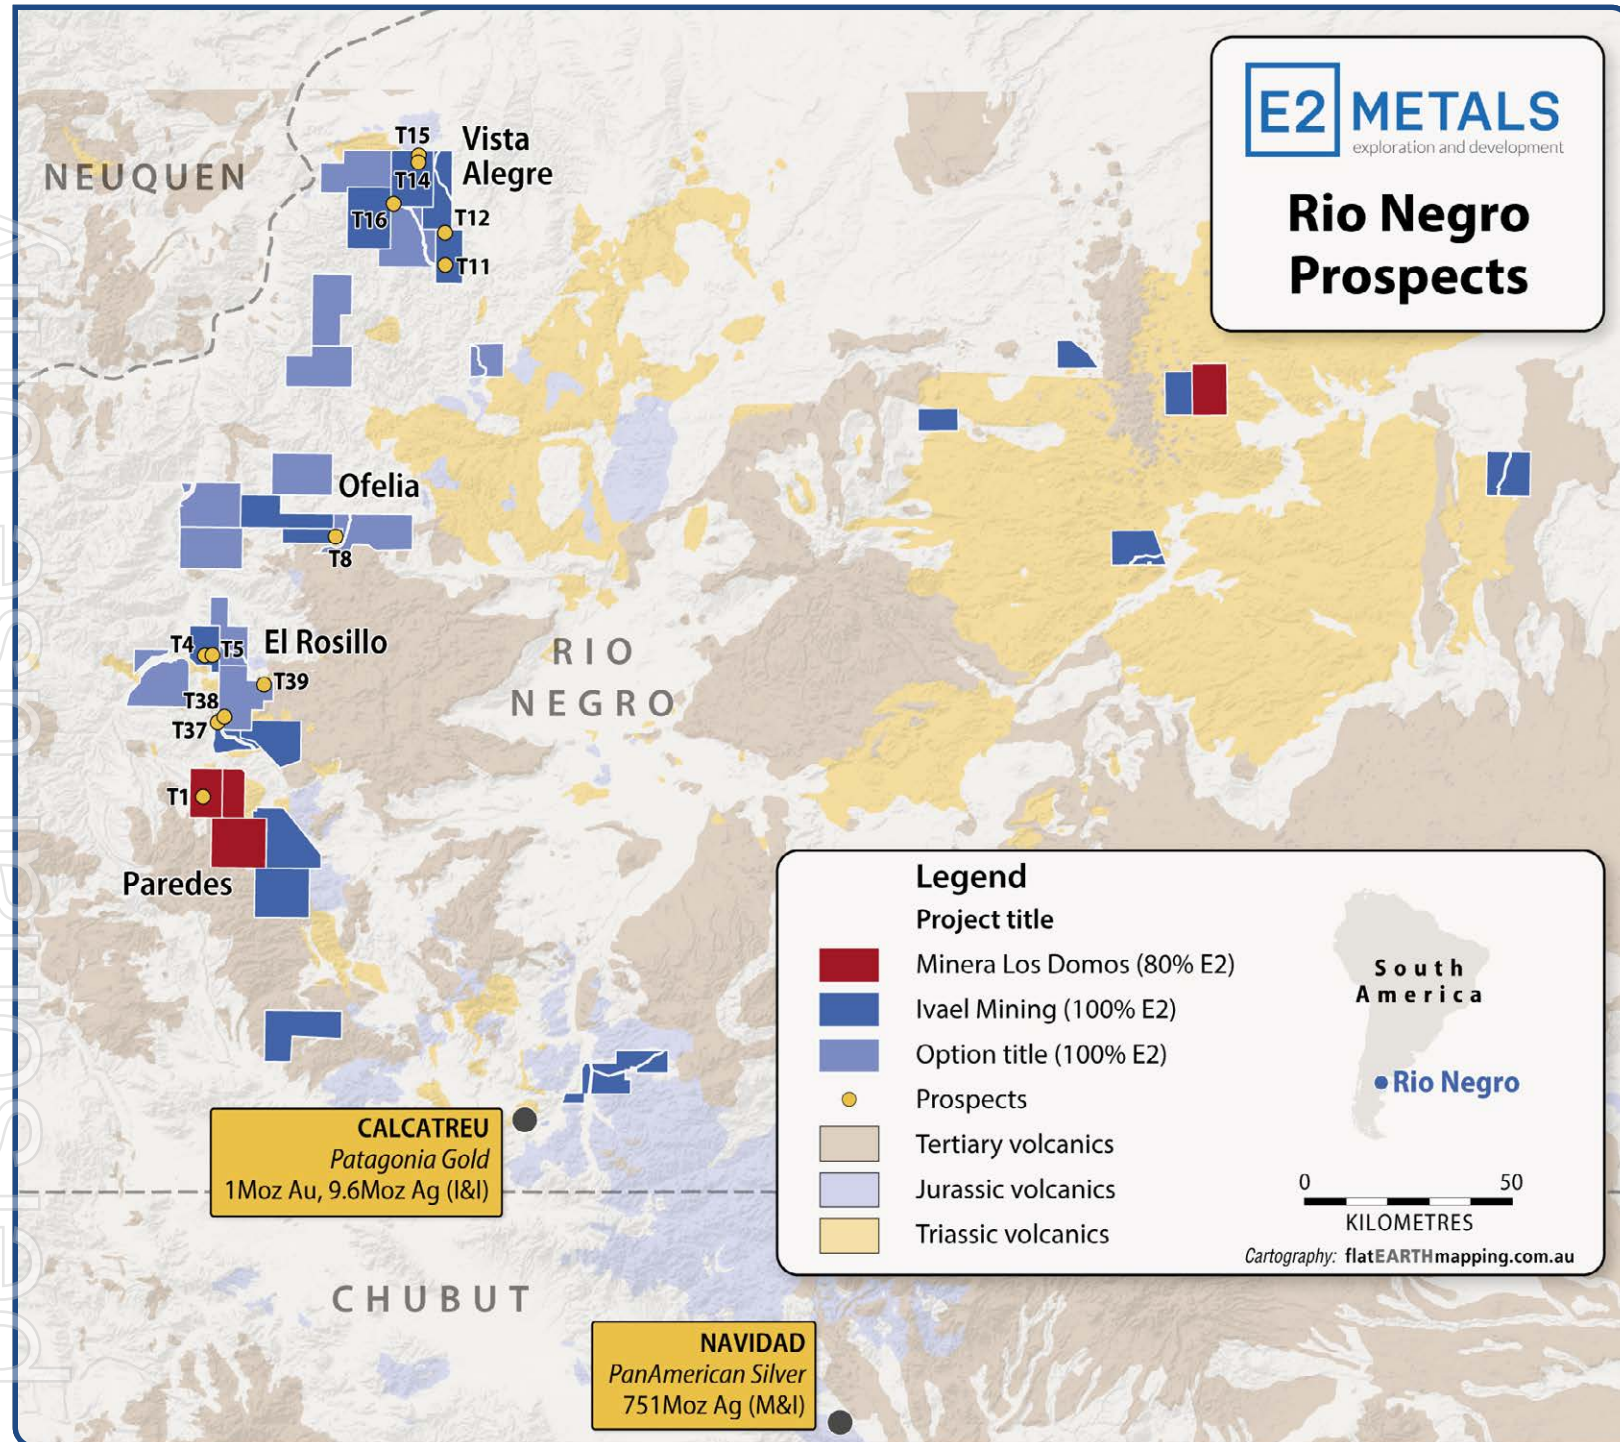 E2 METALS
exploration and development
Rio Negro
Prospects
NEUQUEN
T15
Vista
Alegre
T14
T16
T12
T11
Ofelia
T8
T4
T5
El Rosillo
T39
T38
T37
RIO
NEGRO
T1
Paredes
CALCATREU
Patagonia Gold
1Moz Au, 9.6Moz Ag (I&I)
CHUBUT
NAVIDAD
PanAmerican Silver
751Moz Ag (M&I)
Legend
Project title
Minera Los Domos (80% E2)
Ivael Mining (100% E2)
Option title (100% E2)
Prospects
Tertiary volcanics
Jurassic volcanics
Triassic volcanics
South
America
Rio Negro
0 50
KILOMETRES
Cartography: flatEARTHmapping.com.au